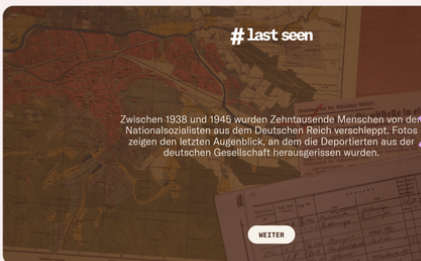 # last seen
Zwischen 1938 und 1945 wurden Zehntausende Menschen von den
Nationalsozialisten aus dem Deutschen Reich verschleppt. Fotos
zeigen den letzten Augenblick, an dem die Deportierten aus der
deutschen Gesellschaft herausgerissen wurden.
WEITER